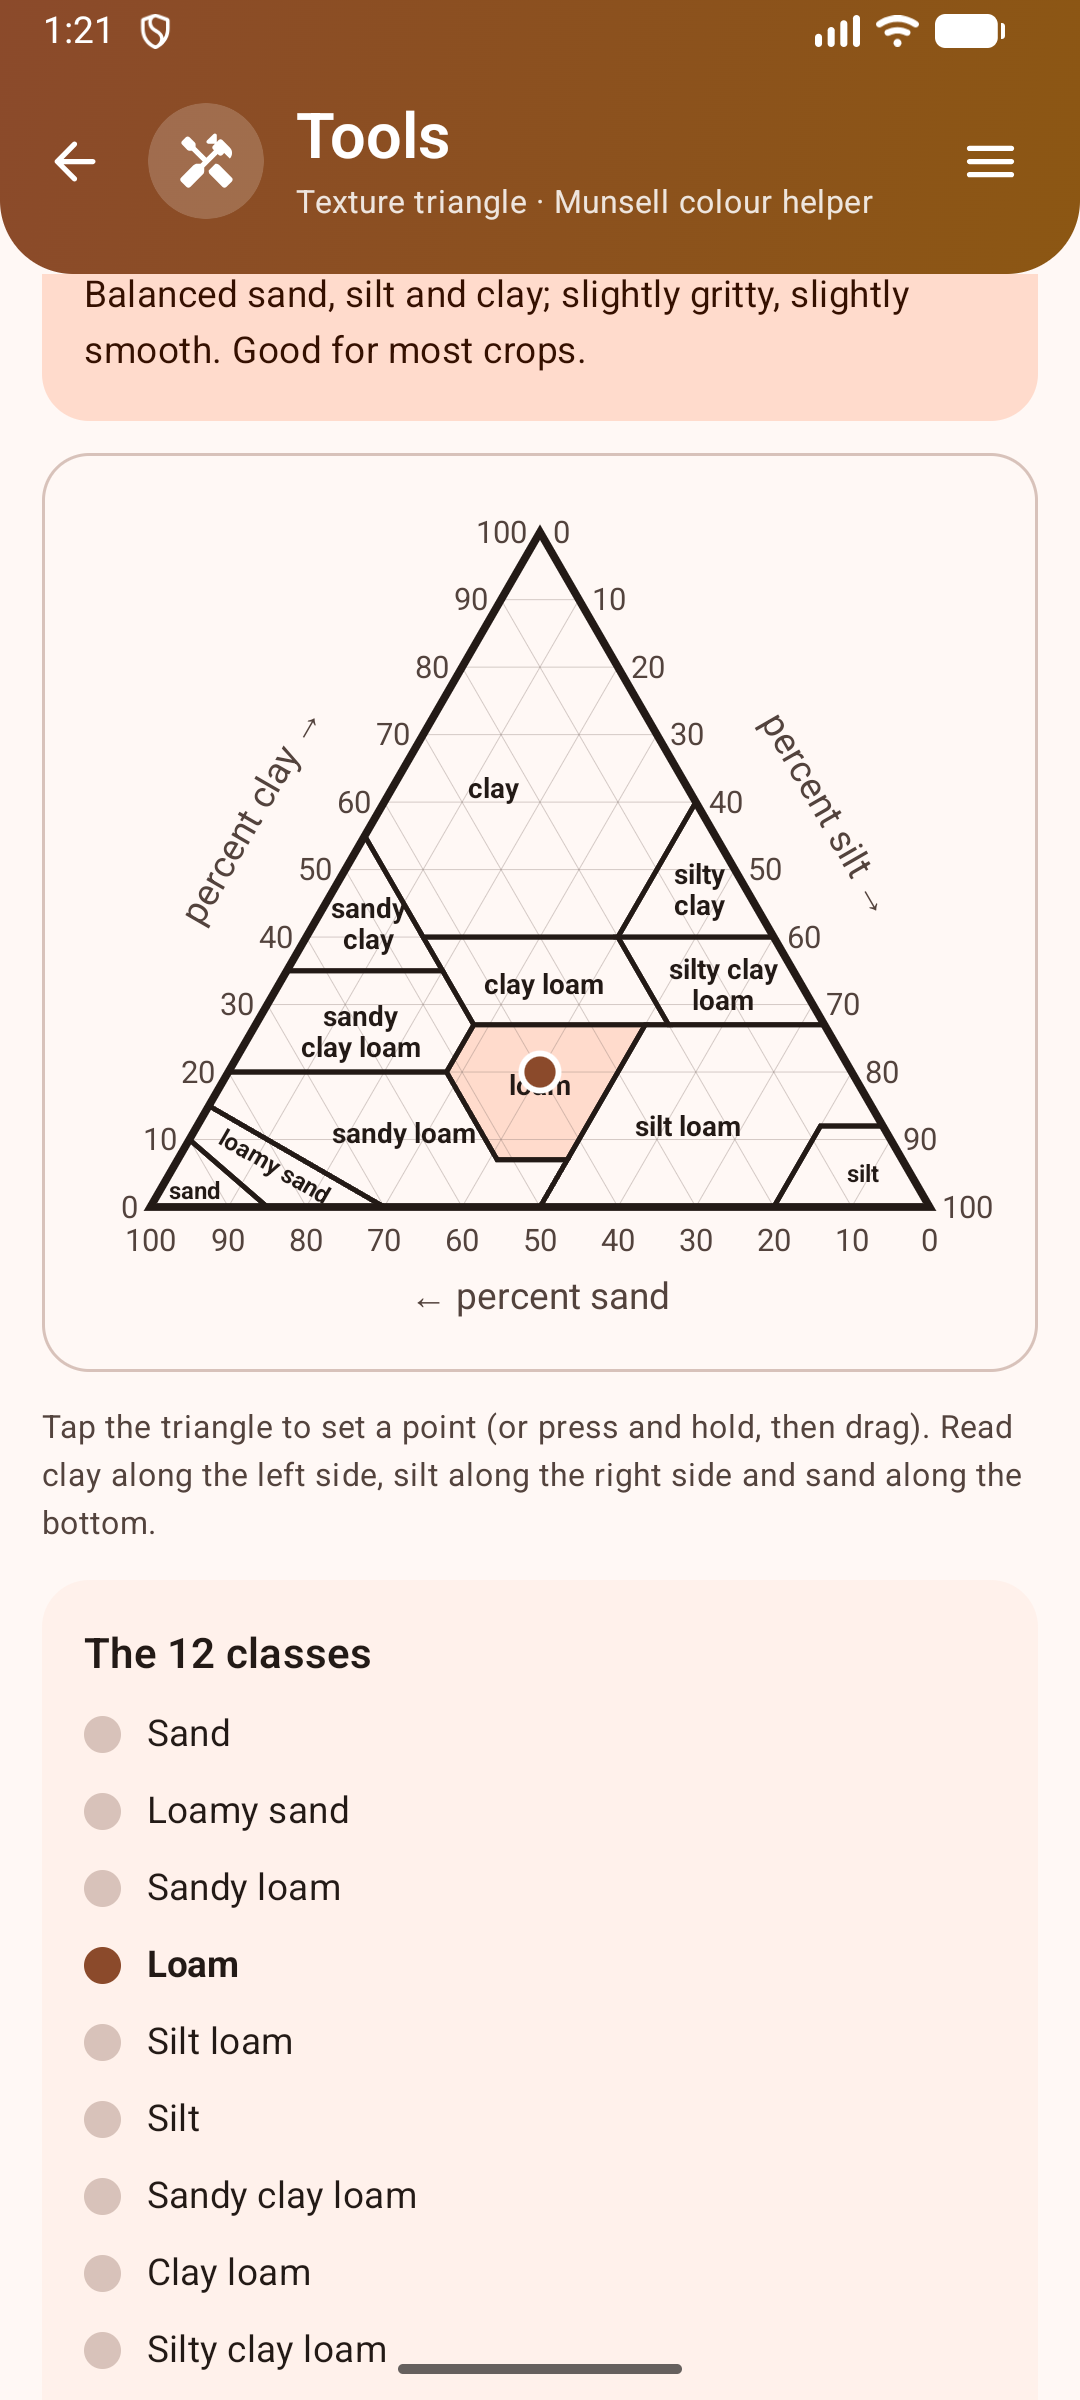 1:21
Tools
Texture triangle · Munsell colour helper
Balanced sand, silt and clay; slightly gritty, slightly
smooth. Good for most crops.
100 0
90 10
80 20
70 30
60 40
50 50
40 60
30 70
20 80
10 90
0 100
percent clay →
percent silt →
clay
silty
clay
sandy
clay
clay loam
silty clay
loam
sandy
clay loam
loam
sandy loam
silt loam
loamy sand
sand
silt
100 90 80 70 60 50 40 30 20 10 0
← percent sand
Tap the triangle to set a point (or press and hold, then drag). Read
clay along the left side, silt along the right side and sand along the
bottom.
The 12 classes
Sand
Loamy sand
Sandy loam
Loam
Silt loam
Silt
Sandy clay loam
Clay loam
Silty clay loam